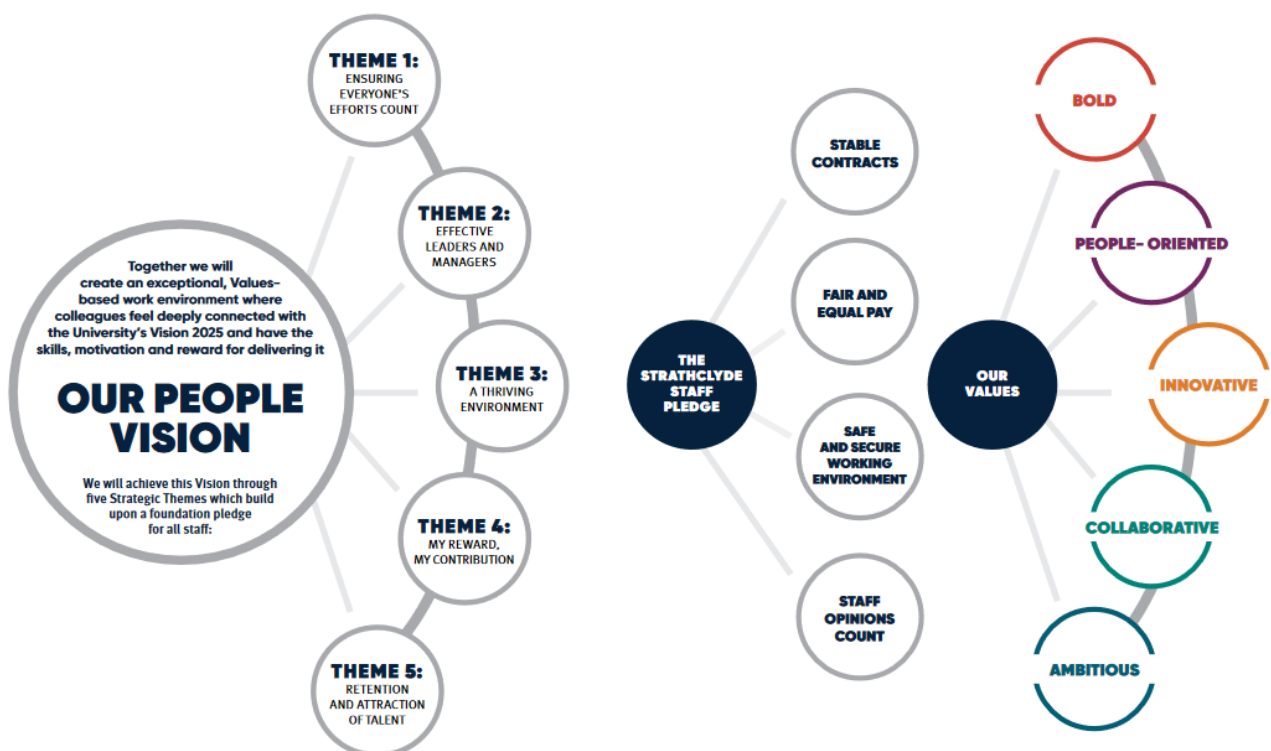 Together we will
create an exceptional, Values-
based work environment where
colleagues feel deeply connected with
the University's Vision 2025 and have the
skills, motivation and reward for delivering it
OUR PEOPLE
VISION
We will achieve this Vision through
five Strategic Themes which build
upon a foundation pledge
for all staff:
THEME 1:
ENSURING
EVERYONE'S
EFFORTS COUNT
THEME 2:
EFFECTIVE
LEADERS AND
MANAGERS
THEME 3:
A THRIVING
ENVIRONMENT
THEME 4:
MY REWARD,
MY CONTRIBUTION
THEME 5:
RETENTION
AND ATTRACTION
OF TALENT
THE
STRATHCLYDE
STAFF
PLEDGE
STABLE
CONTRACTS
FAIR AND
EQUAL PAY
SAFE
AND SECURE
WORKING
ENVIRONMENT
STAFF
OPINIONS
COUNT
OUR
VALUES
BOLD
PEOPLE- ORIENTED
INNOVATIVE
COLLABORATIVE
AMBITIOUS